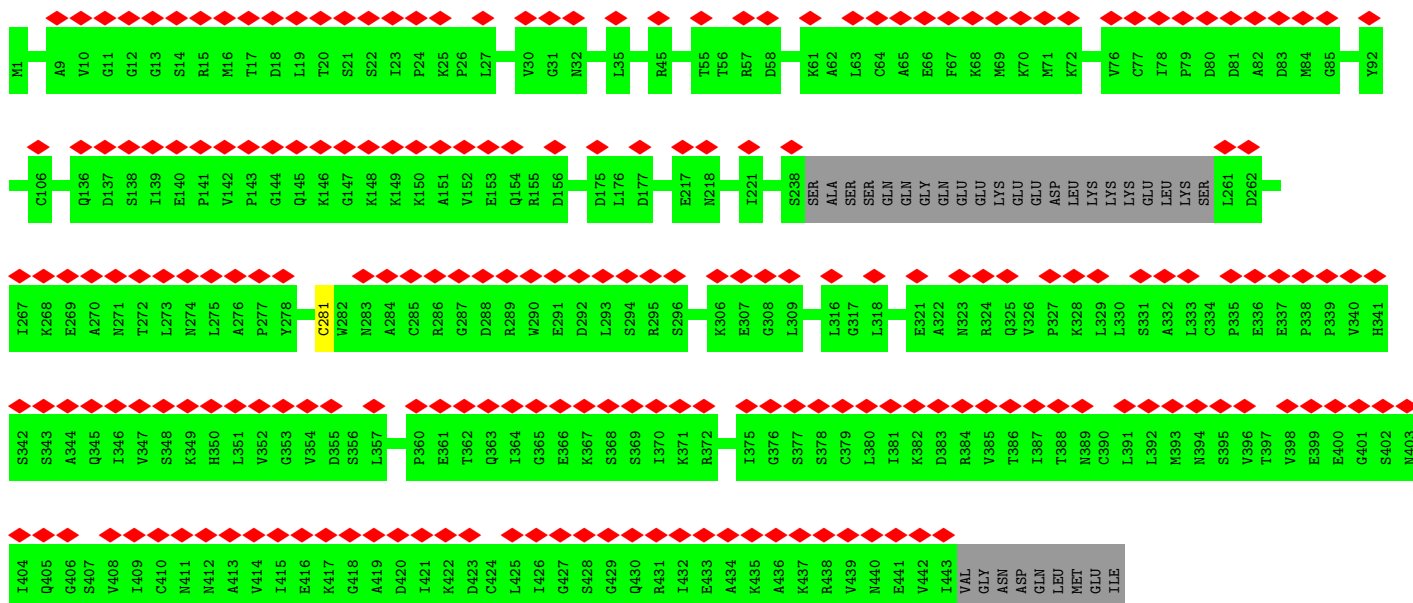 M1 A9 V10 G11 G12 G13 S14 R15 M16 T17 D18 L19 T20 S21 S22 I23 P24 K25 P26 L27 V30 G31 N32 L35 R45 T55 T56 R57 D58 K61 A62 L63 C64 A65 E66 F67 K68 M69 K70 M71 K72 V76 C77 I78 P79 D80 D81 A82 D83 M84 G85 Y92
C106 Q136 D137 S138 I139 E140 P141 V142 P143 G144 Q145 K146 G147 K148 K149 K150 A151 V152 E153 Q154 R155 D156 D175 L176 D177 E217 N218 I221 S238 SER ALA SER SER GLN GLN GLY GLN GLU GLU LYS GLU GLU ASP LEU LYS LYS LYS GLU LEU LYS SER L261 D262
I267 K268 E269 A270 N271 T272 L273 N274 L275 A276 P277 Y278 C281 W282 N283 A284 C285 R286 G287 D288 R289 W290 E291 D292 L293 S294 R295 S296 K306 E307 G308 L309 L316 G317 L318 E321 A322 N323 R324 Q325 V326 P327 K328 L329 L330 S331 A332 L333 C334 P335 E336 E337 P338 P339 V340 H341
S342 S343 A344 Q345 I346 V347 S348 K349 H350 L351 V352 G353 V354 D355 S356 L357 P360 E361 T362 Q363 I364 G365 E366 K367 S368 S369 I370 K371 R372 I375 G376 S377 S378 C379 L380 I381 K382 D383 R384 V385 T386 I387 T388 N389 C390 L391 L392 M393 N394 S395 V396 T397 V398 E399 E400 G401 S402 N403
I404 Q405 G406 S407 V408 I409 C410 N411 N412 A413 V414 I415 E416 K417 G418 A419 D420 I421 K422 D423 C424 L425 I426 G427 S428 G429 Q430 R431 I432 E433 A434 K435 A436 K437 R438 V439 N440 E441 V442 I443 VAL GLY ASN ASP GLN LEU MET GLU ILE